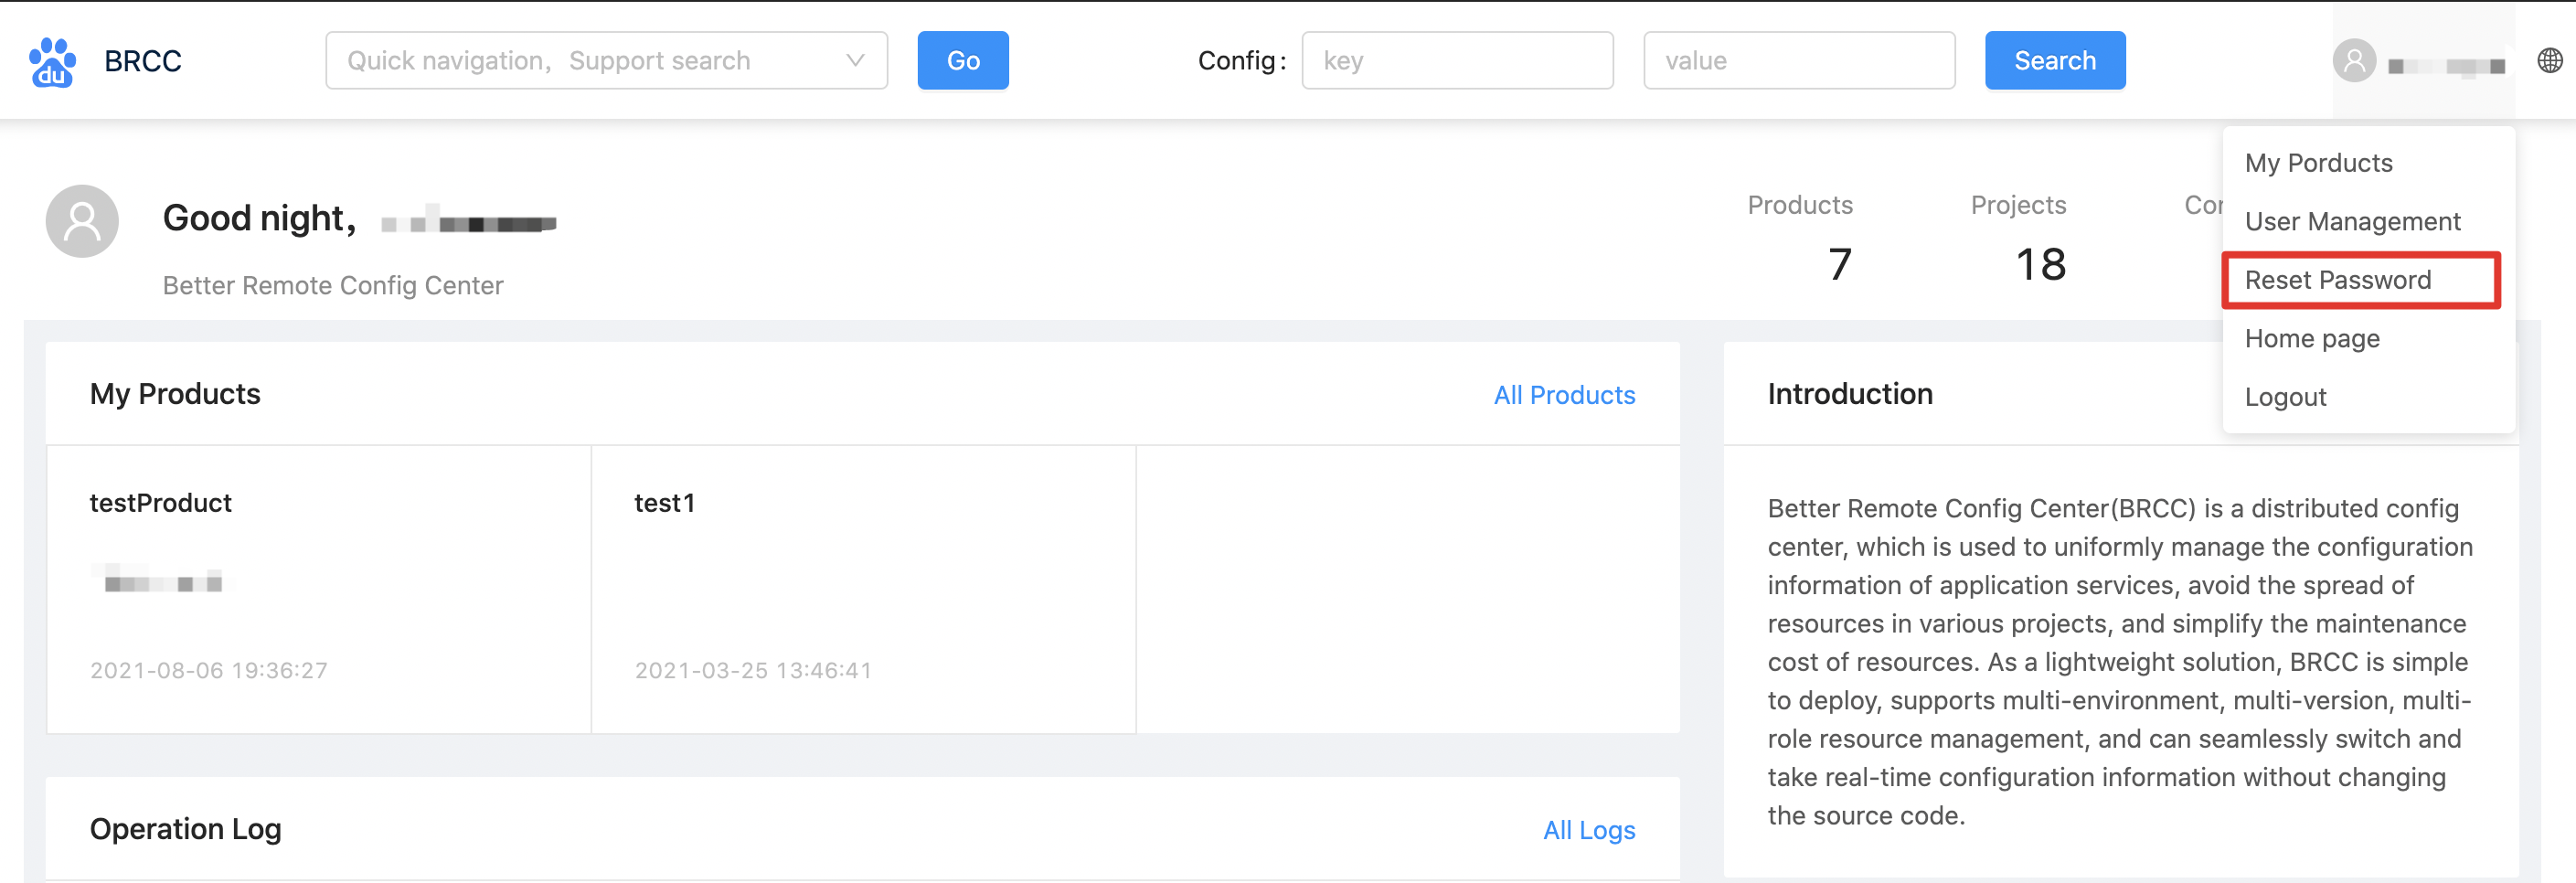 du BRCC Quick navigation, Support search Go Config: key value Search
My Porducts
User Management
Reset Password
Home page
Logout
Good night,
Better Remote Config Center
Products Projects
7 18
My Products All Products
testProduct test1
2021-08-06 19:36:27 2021-03-25 13:46:41
Operation Log All Logs
Introduction
Better Remote Config Center(BRCC) is a distributed config
center, which is used to uniformly manage the configuration
information of application services, avoid the spread of
resources in various projects, and simplify the maintenance
cost of resources. As a lightweight solution, BRCC is simple
to deploy, supports multi-environment, multi-version, multi-
role resource management, and can seamlessly switch and
take real-time configuration information without changing
the source code.